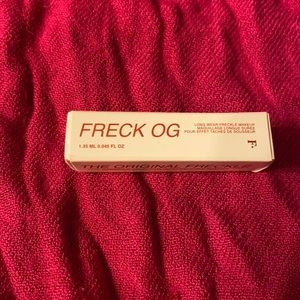 FRECK OG
LONG WEAR FRECKLE MAKEUP
MAQUILLAGE LONGUE DURÉE
POUR EFFET TACHES DE ROUSSEUR
1.35 ML 0.045 FL OZ
F.
THE ORIGINAL